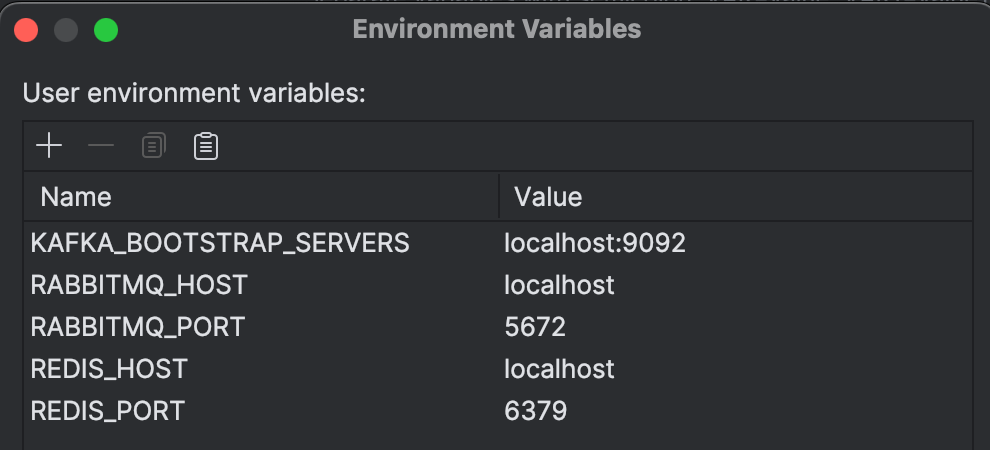 Environment Variables
User environment variables:
Name Value
KAFKA_BOOTSTRAP_SERVERS localhost:9092
RABBITMQ_HOST localhost
RABBITMQ_PORT 5672
REDIS_HOST localhost
REDIS_PORT 6379